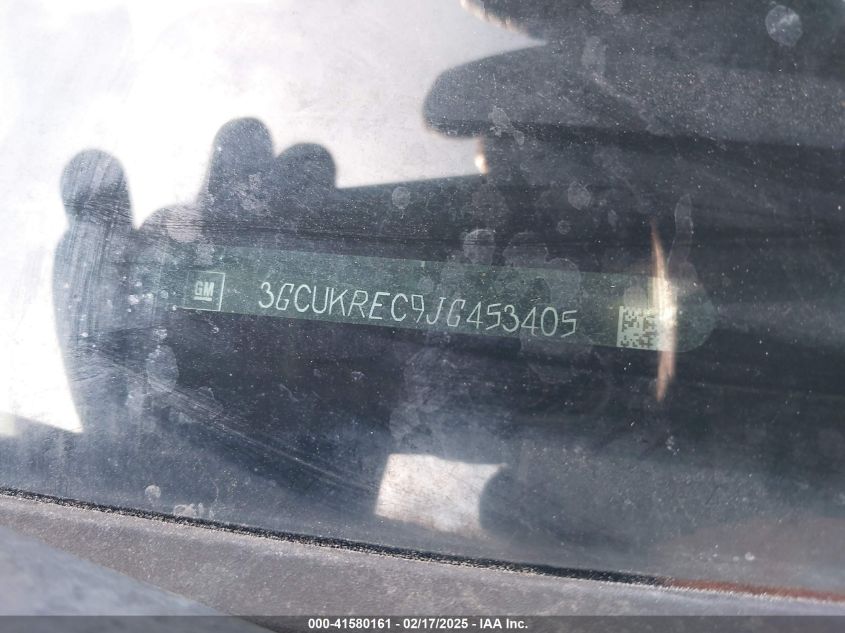 GM 3GCUKREC9JG453405
000-41580161 - 02/17/2025 - IAA Inc.